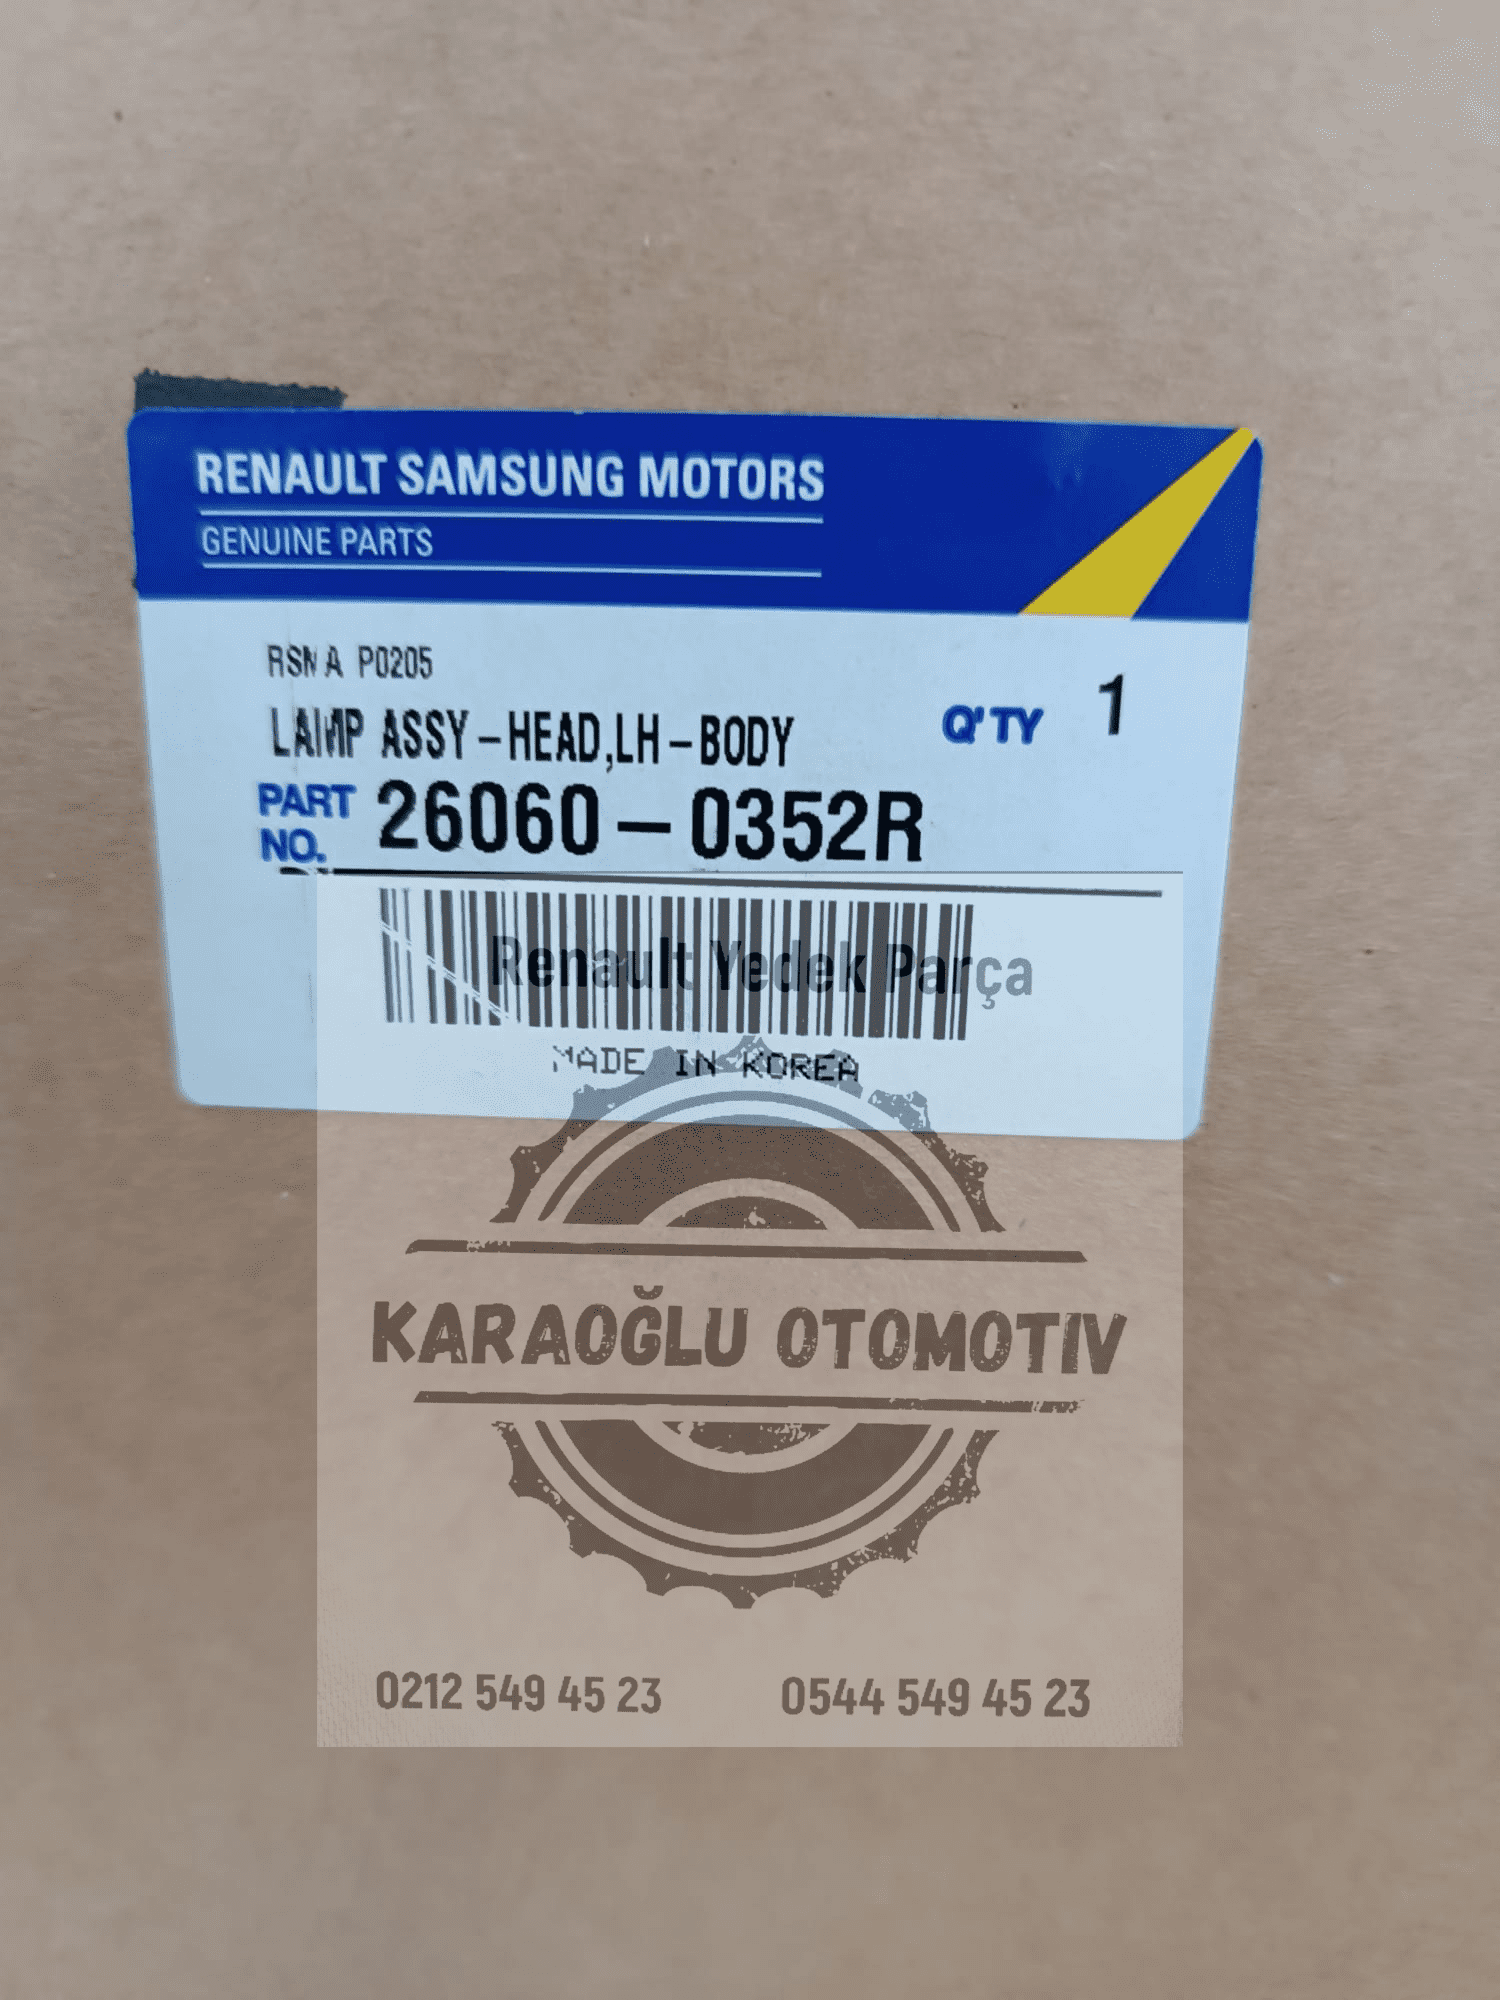 RENAULT SAMSUNG MOTORS
GENUINE PARTS
RSMA P0205
LAMP ASSY-HEAD,LH-BODY Q'TY 1
PART NO. 26060-0352R
Renault Yedek Parça
MADE IN KOREA
KARAOĞLU OTOMOTIV
0212 549 45 23 0544 549 45 23